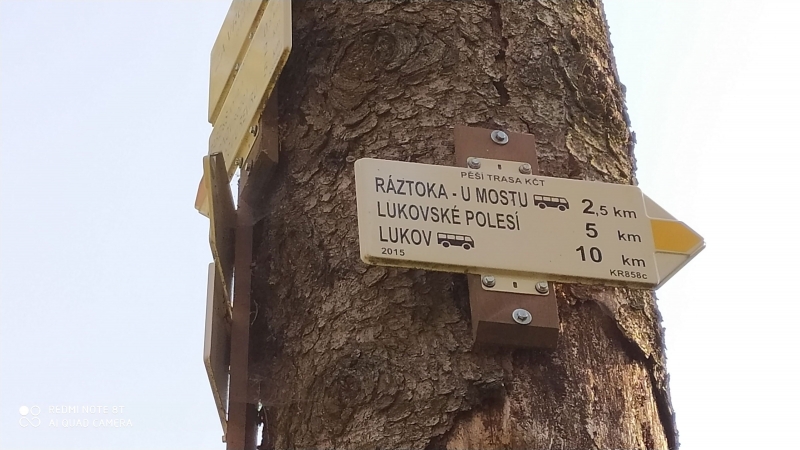 PĚŠÍ TRASA KČT
RÁZTOKA - U MOSTU 2,5 km
LUKOVSKÉ POLESÍ 5 km
LUKOV 10 km
2015 KR858c
REDMI NOTE 8T
AI QUAD CAMERA